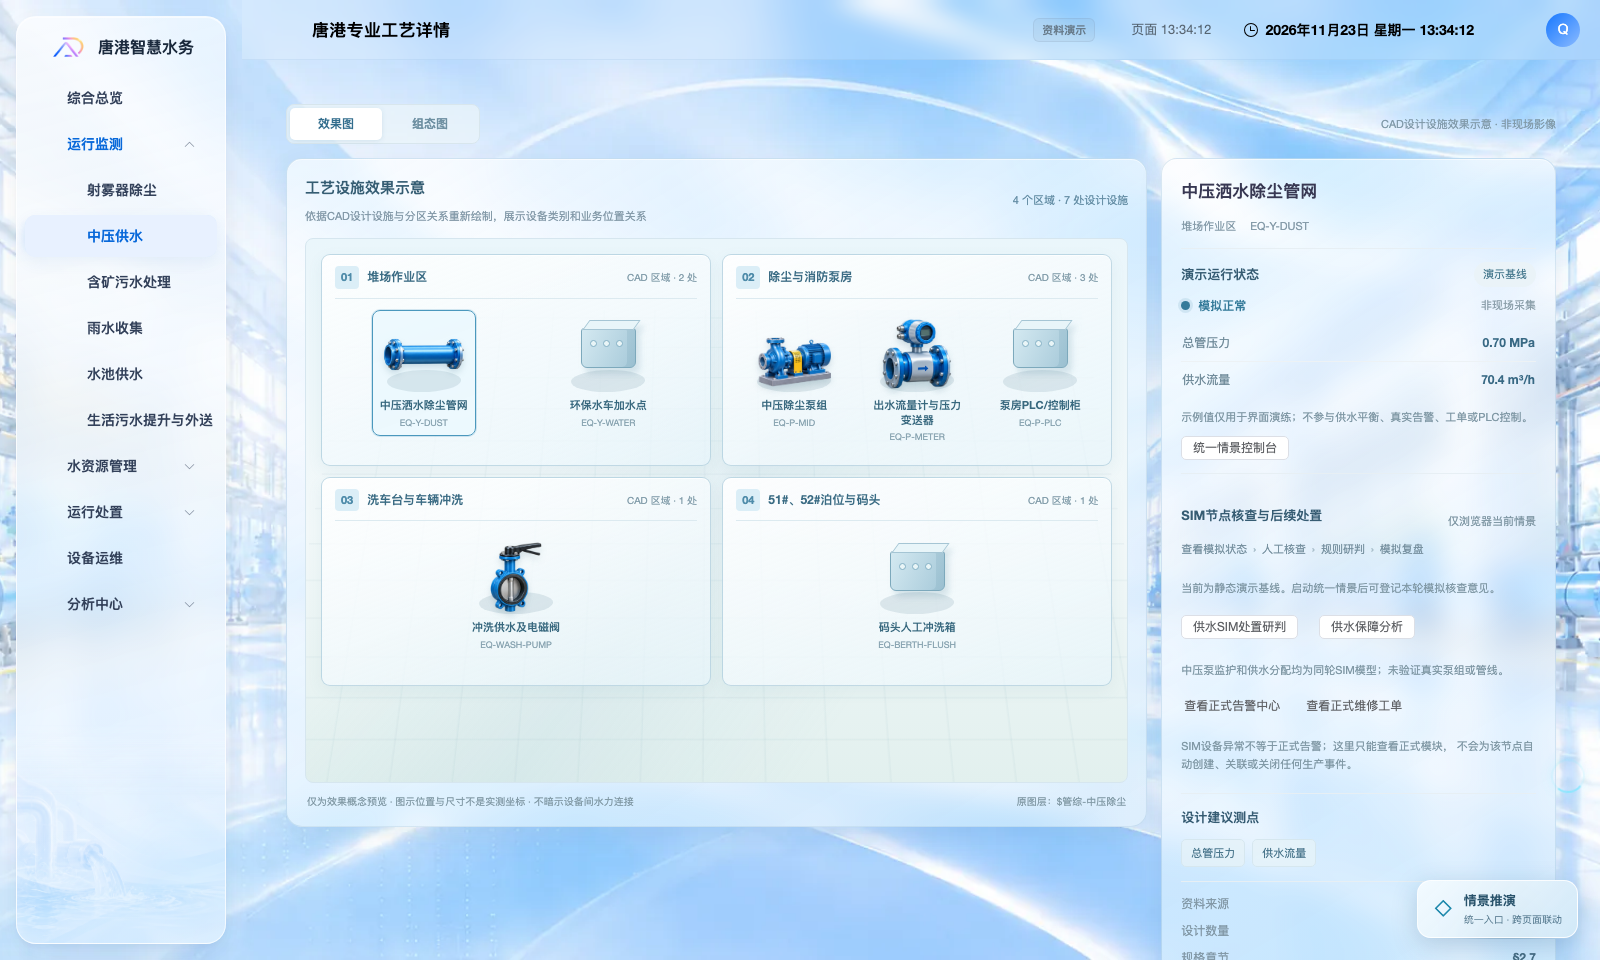 唐港智慧水务
综合总览
运行监测
射雾器除尘
中压供水
含矿污水处理
雨水收集
水池供水
生活污水提升与外送
水资源管理
运行处置
设备运维
分析中心
唐港专业工艺详情
资料演示
页面 13:34:12
2026年11月23日 星期一 13:34:12
Q
效果图
组态图
CAD设计设施效果示意 · 非现场影像
工艺设施效果示意
依据CAD设计设施与分区关系重新绘制，展示设备类别和业务位置关系
4 个区域 · 7 处设计设施
01 堆场作业区
CAD 区域 · 2 处
中压洒水除尘管网
EQ-Y-DUST
环保水车加水点
EQ-Y-WATER
02 除尘与消防泵房
CAD 区域 · 3 处
中压除尘泵组
EQ-P-MID
出水流量计与压力
变送器
EQ-P-METER
泵房PLC/控制柜
EQ-P-PLC
03 洗车台与车辆冲洗
CAD 区域 · 1 处
冲洗供水及电磁阀
EQ-WASH-PUMP
04 51#、52#泊位与码头
CAD 区域 · 1 处
码头人工冲洗箱
EQ-BERTH-FLUSH
仅为效果概念预览 · 图示位置与尺寸不是实测坐标 · 不暗示设备间水力连接
原图层：$管综-中压除尘
中压洒水除尘管网
堆场作业区 EQ-Y-DUST
演示运行状态
演示基线
模拟正常
非现场采集
总管压力
0.70 MPa
供水流量
70.4 m³/h
示例值仅用于界面演练；不参与供水平衡、真实告警、工单或PLC控制。
统一情景控制台
SIM节点核查与后续处置
仅浏览器当前情景
查看模拟状态 › 人工核查 › 规则研判 › 模拟复盘
当前为静态演示基线。启动统一情景后可登记本轮模拟核查意见。
供水SIM处置研判
供水保障分析
中压泵监护和供水分配均为同轮SIM模型；未验证真实泵组或管线。
查看正式告警中心
查看正式维修工单
SIM设备异常不等于正式告警；这里只能查看正式模块， 不会为该节点自
动创建、关联或关闭任何生产事件。
设计建议测点
总管压力
供水流量
资料来源
设计数量
规格章节
§2.7
情景推演
统一入口 · 跨页面联动